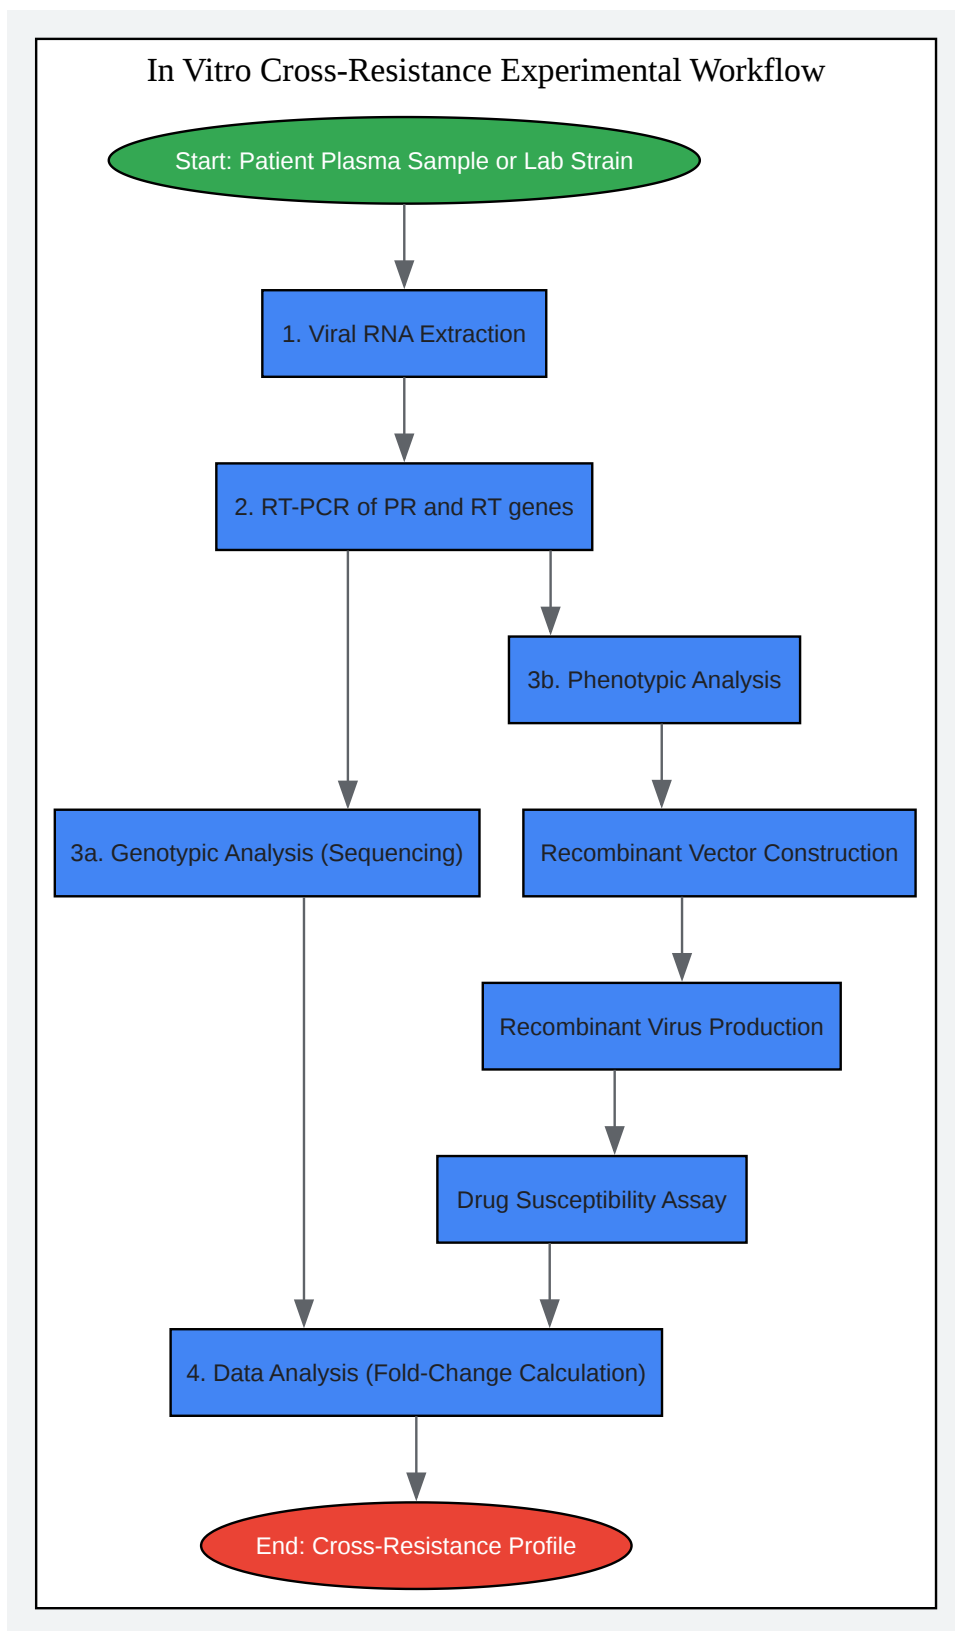 In Vitro Cross-Resistance Experimental Workflow
Start: Patient Plasma Sample or Lab Strain
1. Viral RNA Extraction
2. RT-PCR of PR and RT genes
3b. Phenotypic Analysis
3a. Genotypic Analysis (Sequencing)
Recombinant Vector Construction
Recombinant Virus Production
Drug Susceptibility Assay
4. Data Analysis (Fold-Change Calculation)
End: Cross-Resistance Profile